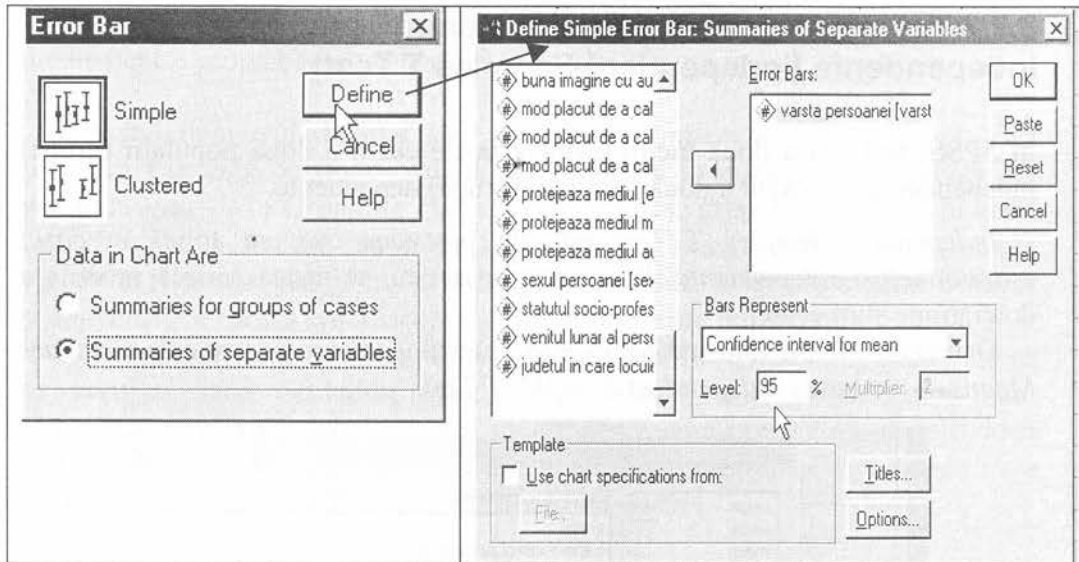 Error Bar
Simple
Clustered
Define
Cancel
Help
Data in Chart Are
Summaries for groups of cases
Summaries of separate variables
Define Simple Error Bar: Summaries of Separate Variables
buna imagine cu au
mod placut de a cal
mod placut de a cal
mod placut de a cal
protejeaza mediul [e
protejeaza mediul m
protejeaza mediul au
sexul persoanei [sex
statutul socio-profes
venitul lunar al perso
judetul in care locuie
Error Bars:
varsta persoanei [varst
OK
Paste
Reset
Cancel
Help
Bars Represent
Confidence interval for mean
Level: 95 % Multiplier: 2
Template
Use chart specifications from:
File...
Titles...
Options...